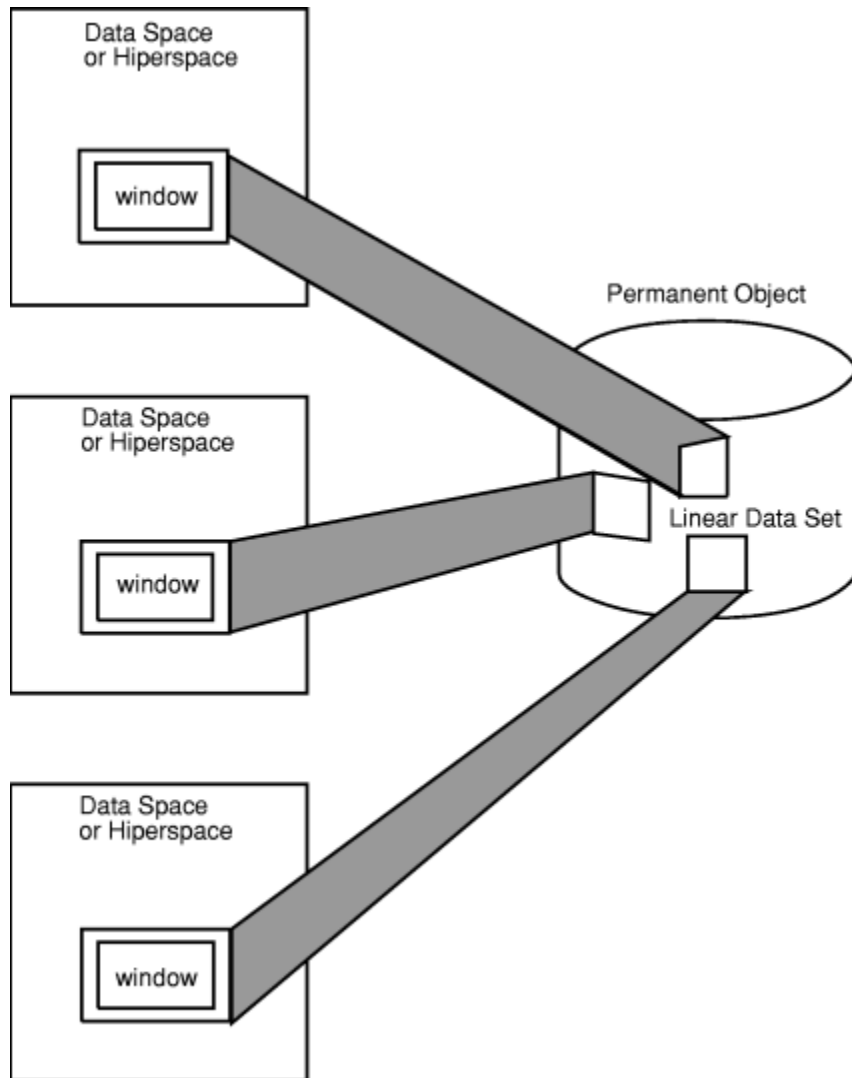 Data Space
or Hiperspace
window
Permanent Object
Data Space
or Hiperspace
Linear Data Set
window
Data Space
or Hiperspace
window